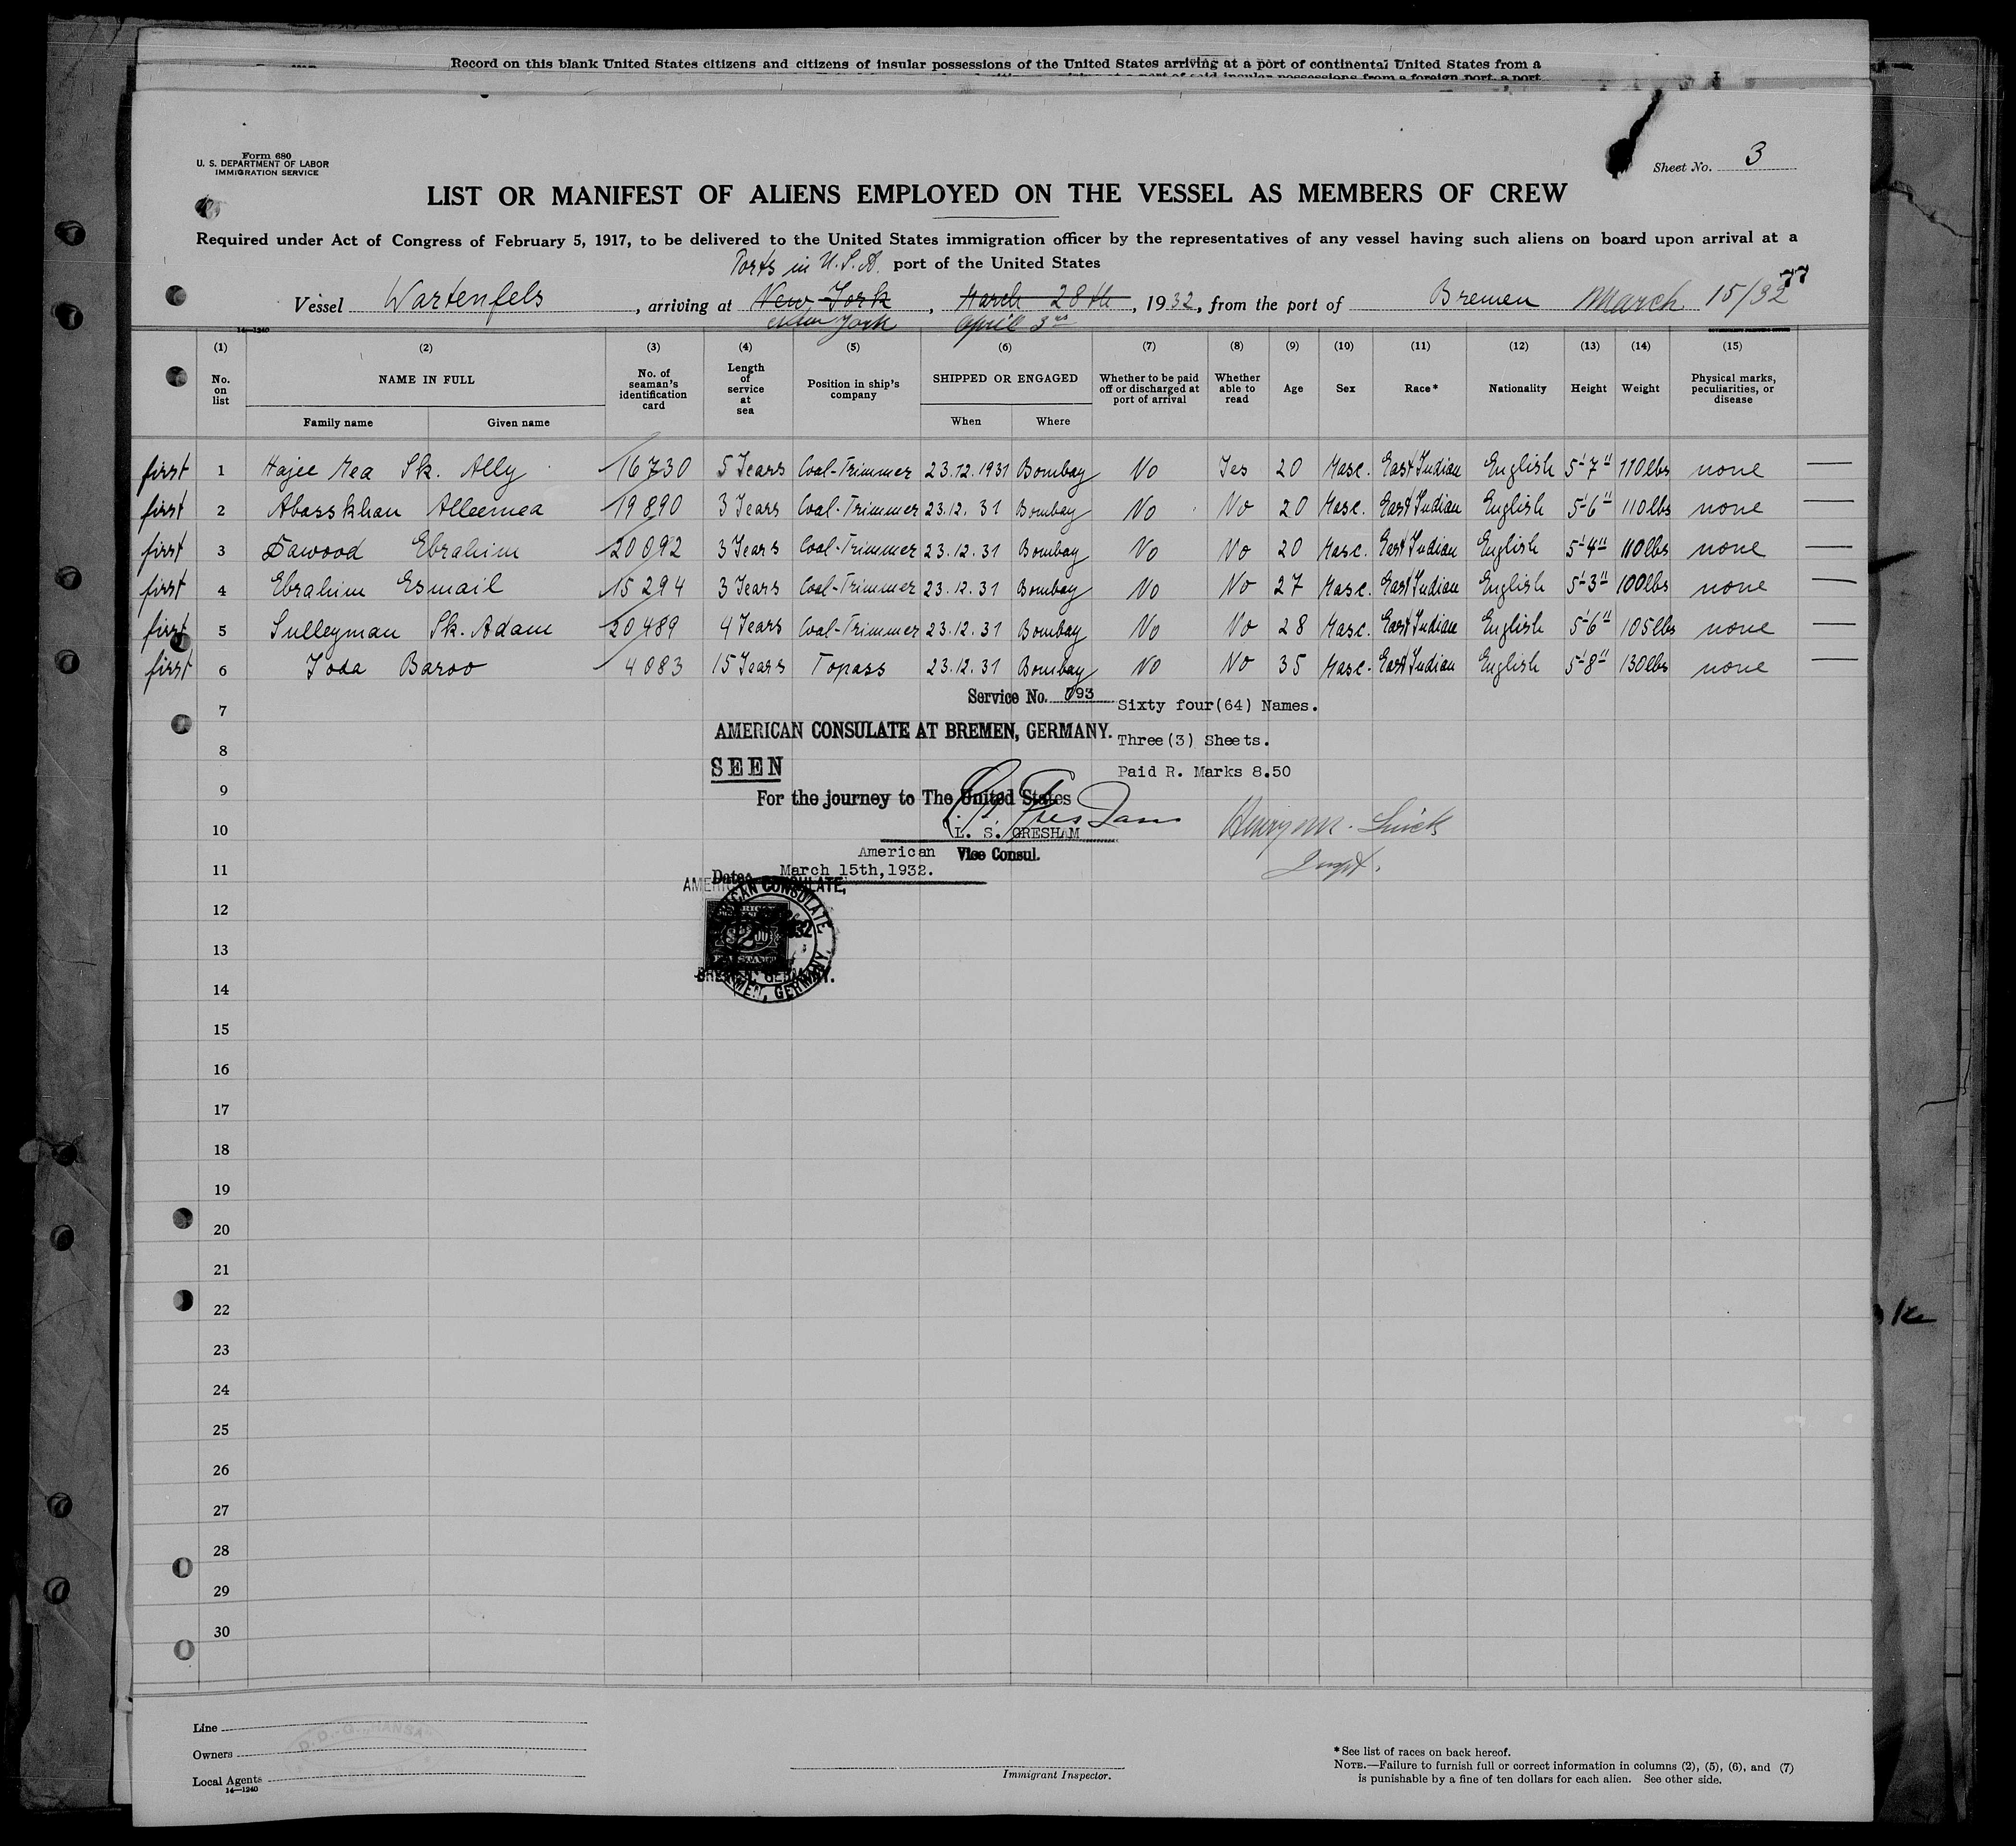 Record on this blank United States citizens and citizens of insular possessions of the United States arriving at a port of continental United States from a
Form 680
U. S. DEPARTMENT OF LABOR
IMMIGRATION SERVICE
Sheet No. 3
LIST OR MANIFEST OF ALIENS EMPLOYED ON THE VESSEL AS MEMBERS OF CREW
Required under Act of Congress of February 5, 1917, to be delivered to the United States immigration officer by the representatives of any vessel having such aliens on board upon arrival at a
Ports in U.S.A. port of the United States
77
Vessel Wartenfels, arriving at New York, March 28th, 1932, from the port of Bremen March 15/32
New York April 3rd
14—1240
(1) (2) (3) (4) (5) (6) (7) (8) (9) (10) (11) (12) (13) (14) (15)
No. on list NAME IN FULL No. of seaman's identification card Length of service at sea Position in ship's company SHIPPED OR ENGAGED Whether to be paid off or discharged at port of arrival Whether able to read Age Sex Race* Nationality Height Weight Physical marks, peculiarities, or disease
Family name Given name When Where
first 1 Hajee Mea Sk. Ally 16730 5 Years Coal-Trimmer 23.12.1931 Bombay No Yes 20 Masc. East Indian English 5'-7" 110lbs none —
first 2 Abasskhan Alleemea 19890 3 Years Coal-Trimmer 23.12.31 Bombay No No 20 Masc. East Indian English 5'-6" 110lbs none —
first 3 Dawood Ebrahim 20092 3 Years Coal-Trimmer 23.12.31 Bombay No No 20 Masc. East Indian English 5'-4" 110lbs none —
first 4 Ebrahim Esmail 15294 3 Years Coal-Trimmer 23.12.31 Bombay No No 27 Masc. East Indian English 5'-3" 100lbs none —
first 5 Sulleyman Sk. Adam 20489 4 Years Coal-Trimmer 23.12.31 Bombay No No 28 Masc. East Indian English 5'-6" 105lbs none —
first 6 Yoda Baroo 4083 15 Years Topass 23.12.31 Bombay No No 35 Masc. East Indian English 5'-8" 130lbs none —
Service No. 693
7 Sixty four(64) Names.
AMERICAN CONSULATE AT BREMEN, GERMANY.
8 Three(3) Sheets.
SEEN
Paid R. Marks 8.50
9 For the journey to The United States
10 (L. S. GRESHAM
American Vice Consul.
Inspt.
11 Date: March 15th,1932.
AMERICAN CONSULATE,
AMERICAN CONSULATE
12
13
BREMEN, GERMANY.
BREMEN, GERMANY.
14
15
16
17
18
19
20
21
22
23
24
25
26
27
28
29
30
Line
D. D.-G. „HANSA"
Owners
Local Agents
14—1240
Immigrant Inspector.
*See list of races on back hereof.
NOTE.—Failure to furnish full or correct information in columns (2), (5), (6), and (7)
is punishable by a fine of ten dollars for each alien. See other side.